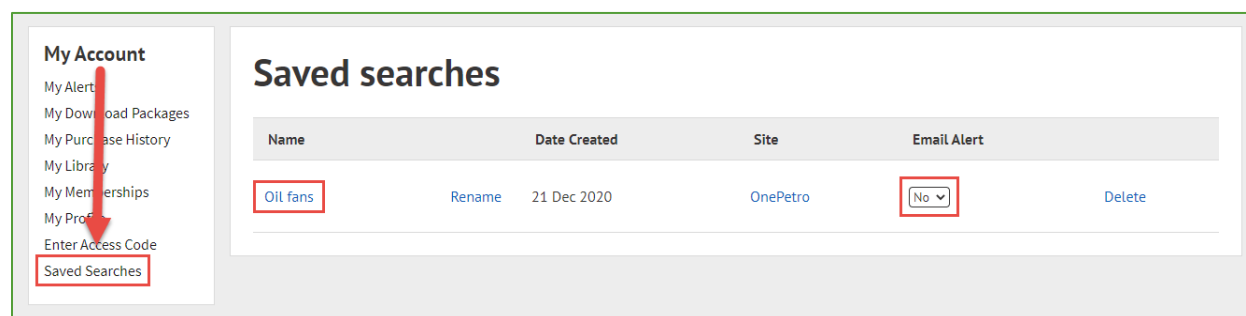 My Account
My Alerts
My Download Packages
My Purchase History
My Library
My Memberships
My Profile
Enter Access Code
Saved Searches
Saved searches
Name Date Created Site Email Alert
Oil fans Rename 21 Dec 2020 OnePetro No Delete